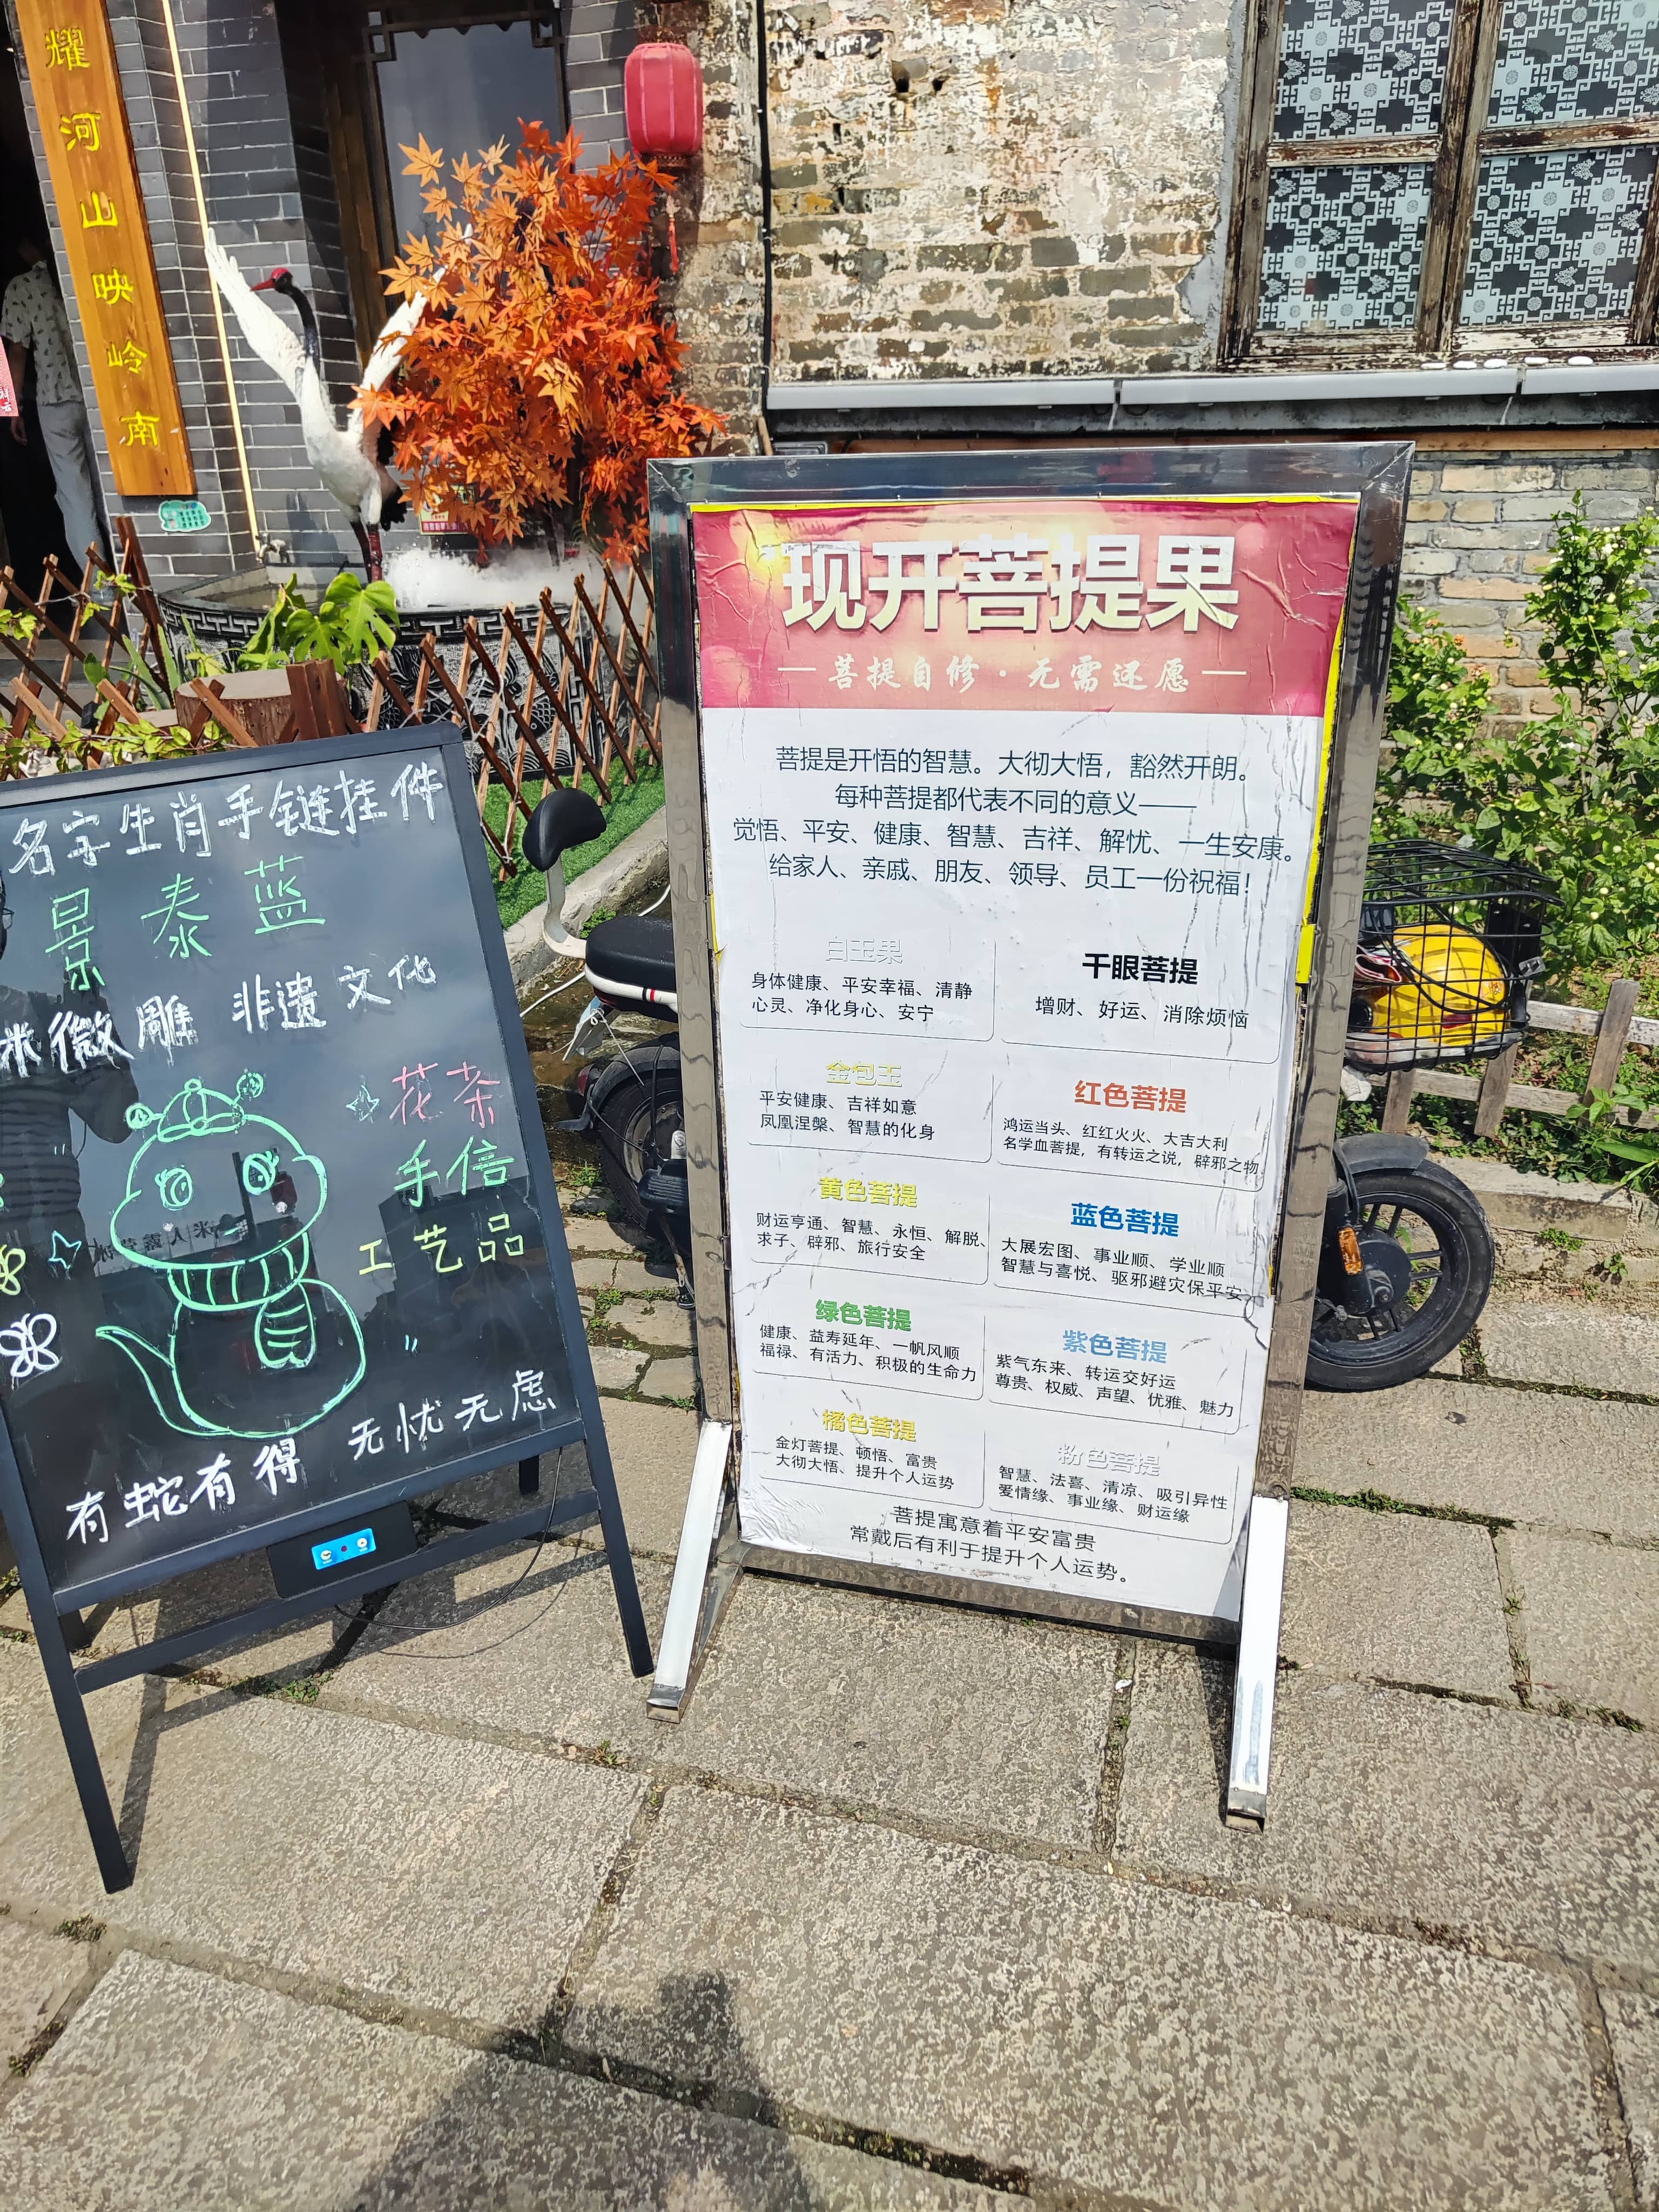 耀河山映岭南
名字生肖手链挂件
景泰蓝
米微雕 非遗文化
花茶
手信
工艺品
有蛇有得 无忧无虑
现开菩提果
—菩提自修·无需还愿—
菩提是开悟的智慧。大彻大悟，豁然开朗。
每种菩提都代表不同的意义——
觉悟、平安、健康、智慧、吉祥、解忧、一生安康。
给家人、亲戚、朋友、领导、员工一份祝福！
白玉果
身体健康、平安幸福、清静
心灵、净化身心、安宁
千眼菩提
增财、好运、消除烦恼
金包玉
平安健康、吉祥如意
凤凰涅槃、智慧的化身
红色菩提
鸿运当头、红红火火、大吉大利
名学血菩提，有转运之说，辟邪之物
黄色菩提
财运亨通、智慧、永恒、解脱、
求子、辟邪、旅行安全
蓝色菩提
大展宏图、事业顺、学业顺
智慧与喜悦、驱邪避灾保平安
绿色菩提
健康、益寿延年、一帆风顺
福禄、有活力、积极的生命力
紫色菩提
紫气东来、转运交好运
尊贵、权威、声望、优雅、魅力
橘色菩提
金灯菩提、顿悟、富贵
大彻大悟、提升个人运势
粉色菩提
智慧、法喜、清凉、吸引异性
爱情缘、事业缘、财运缘
菩提寓意着平安富贵
常戴后有利于提升个人运势。